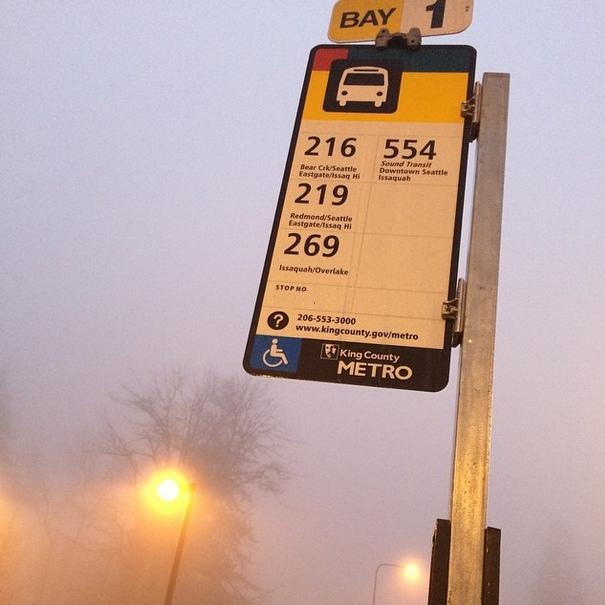 BAY 1
216
Bear Crk/Seattle
Eastgate/Issaq Hi
554
Sound Transit
Downtown Seattle
Issaquah
219
Redmond/Seattle
Eastgate/Issaq Hi
269
Issaquah/Overlake
STOP NO
? 206-553-3000
www.kingcounty.gov/metro
King County
METRO